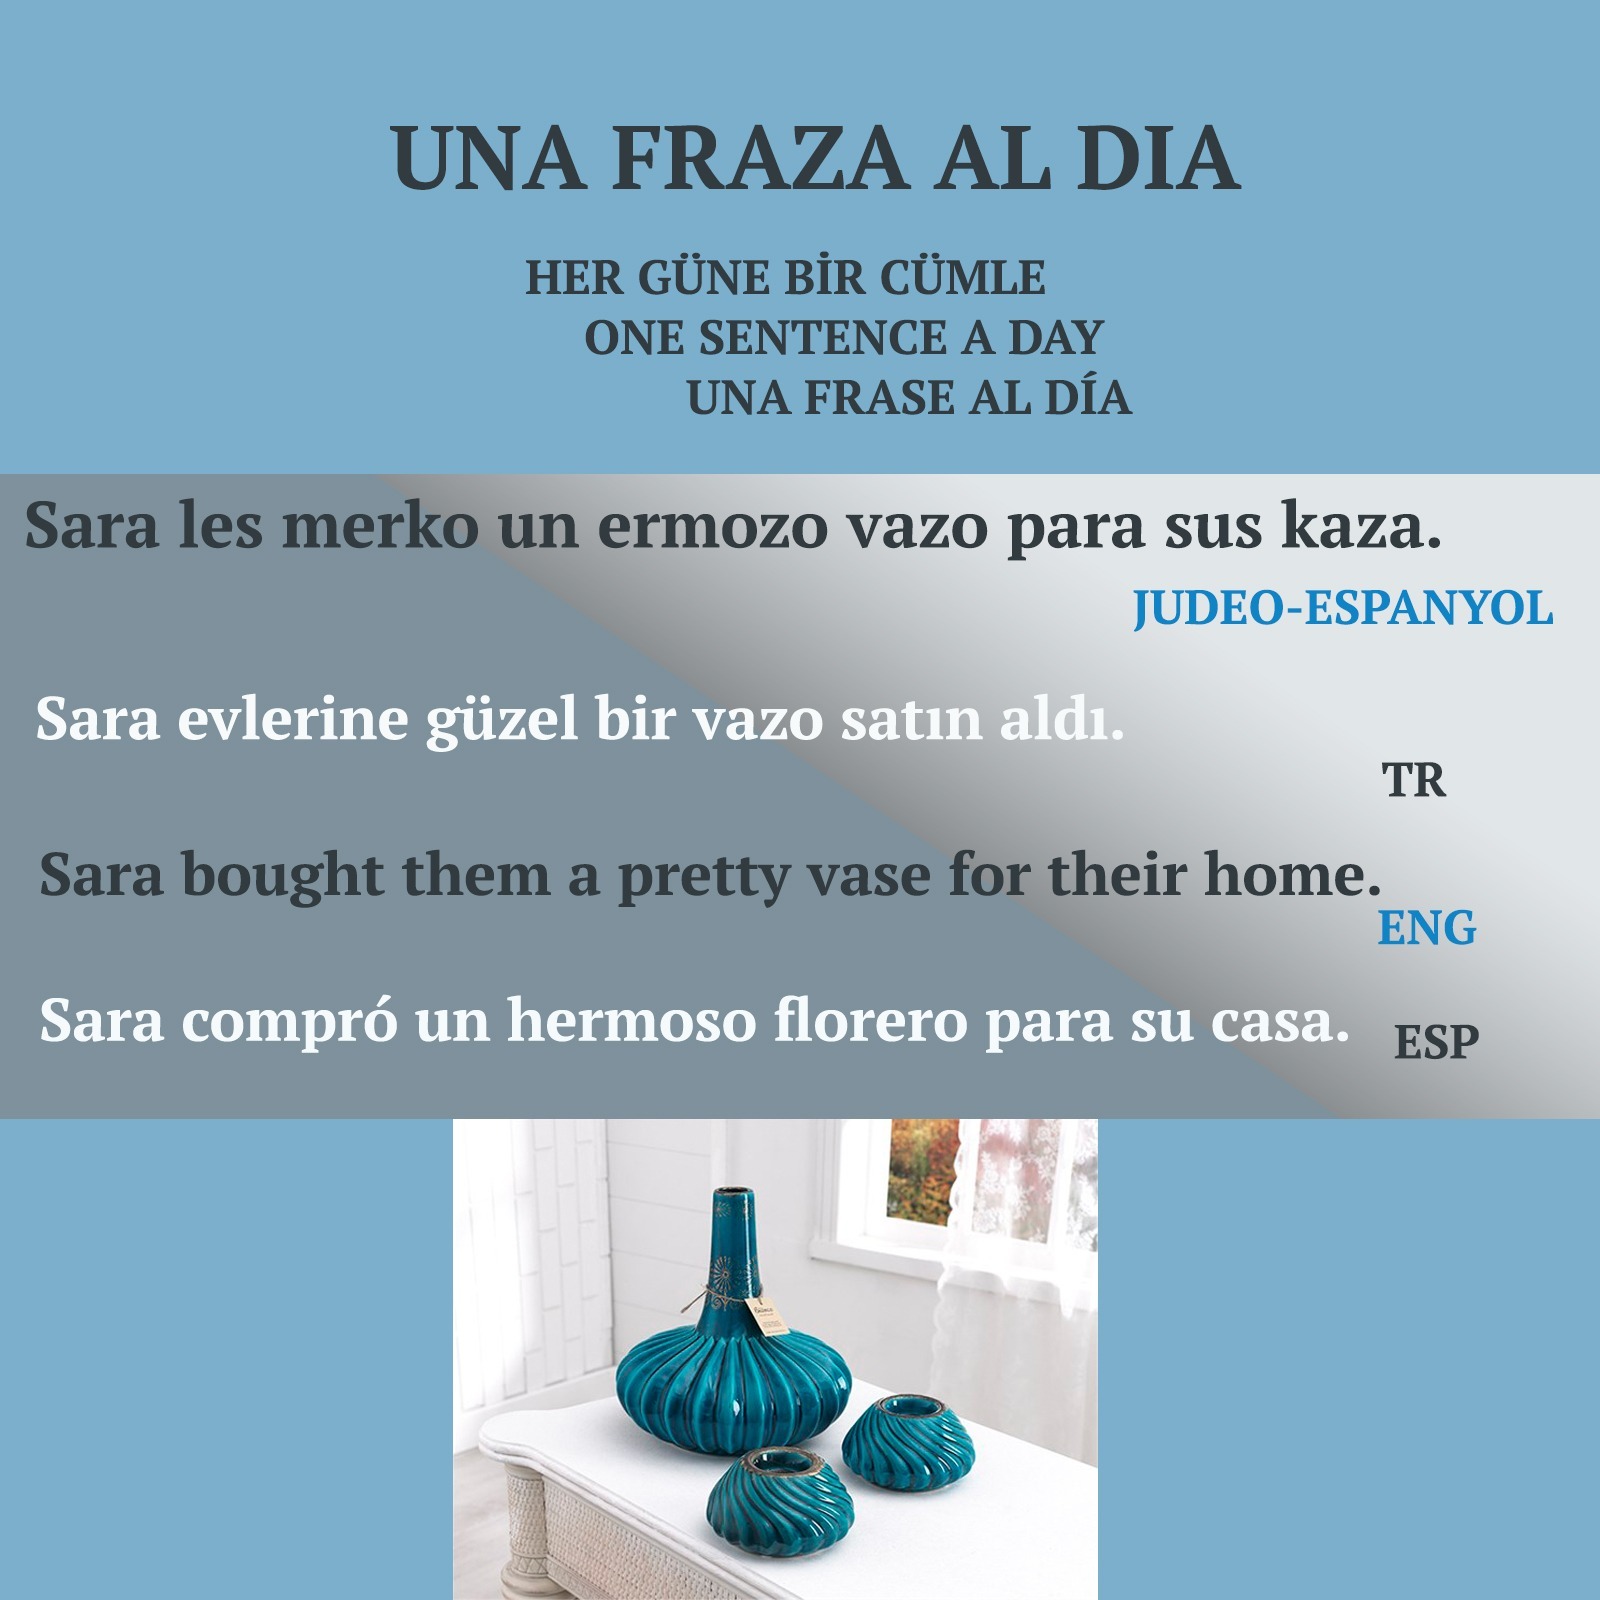 UNA FRAZA AL DIA
HER GÜNE BİR CÜMLE
ONE SENTENCE A DAY
UNA FRASE AL DÍA
Sara les merko un ermozo vazo para sus kaza.
JUDEO-ESPANYOL
Sara evlerine güzel bir vazo satın aldı.
TR
Sara bought them a pretty vase for their home.
ENG
Sara compró un hermoso florero para su casa.
ESP